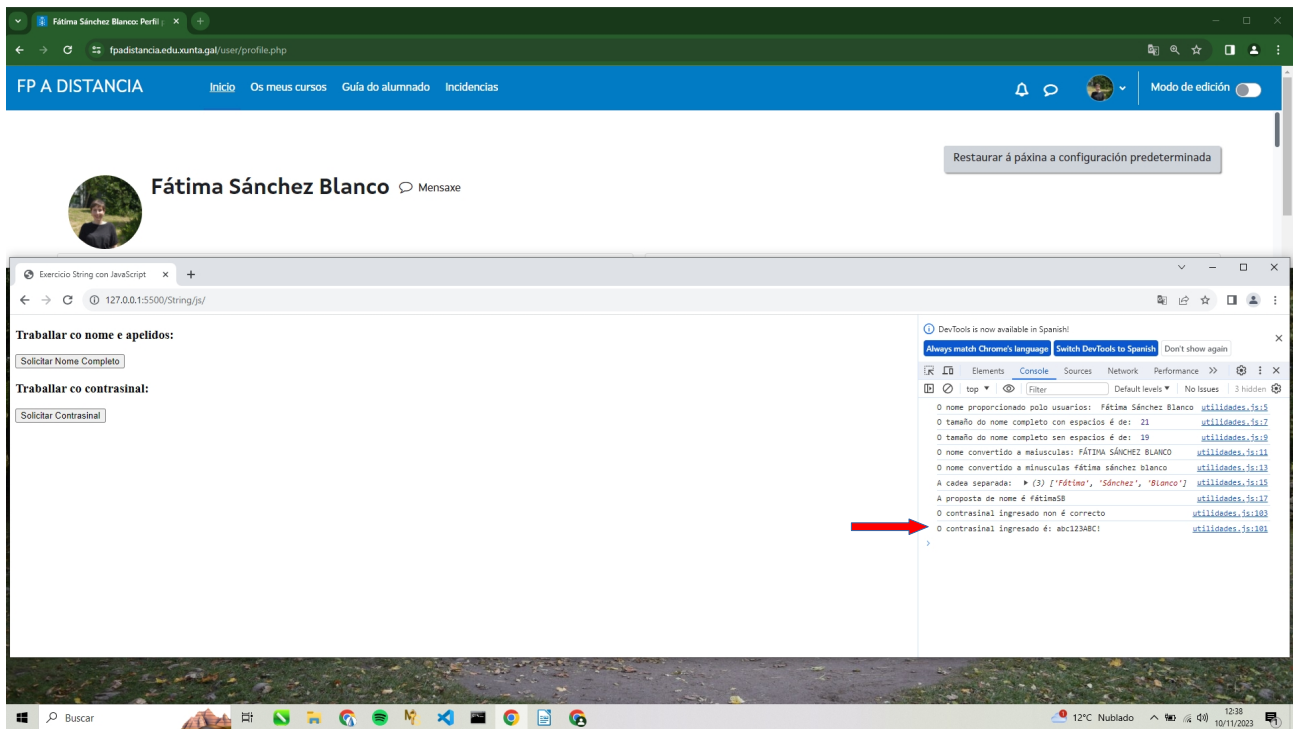 Fátima Sánchez Blanco: Perfil
fpadistancia.edu.xunta.gal/user/profile.php
FP A DISTANCIA Inicio Os meus cursos Guía do alumnado Incidencias Modo de edición
Restaurar á páxina a configuración predeterminada
Fátima Sánchez Blanco Mensaxe
Exercicio String con JavaScript
127.0.0.1:5500/String/js/
Traballar co nome e apelidos:
Solicitar Nome Completo
Traballar co contrasinal:
Solicitar Contrasinal
DevTools is now available in Spanish!
Always match Chrome's language Switch DevTools to Spanish Don't show again
Elements Console Sources Network Performance
top Filter Default levels No Issues 3 hidden
O nome proporcionado polo usuarios: Fátima Sánchez Blanco utilidades.js:5
O tamaño do nome completo con espacios é de: 21 utilidades.js:7
O tamaño do nome completo sen espacios é de: 19 utilidades.js:9
O nome convertido a maiusculas: FÁTIMA SÁNCHEZ BLANCO utilidades.js:11
O nome convertido a minusculas fátima sánchez blanco utilidades.js:13
A cadea separada: (3) ['Fátima', 'Sánchez', 'Blanco'] utilidades.js:15
A proposta de nome é fátimaSB utilidades.js:17
O contrasinal ingresado non é correcto utilidades.js:103
O contrasinal ingresado é: abc123ABC! utilidades.js:101
Buscar
12°C Nublado
12:38
10/11/2023